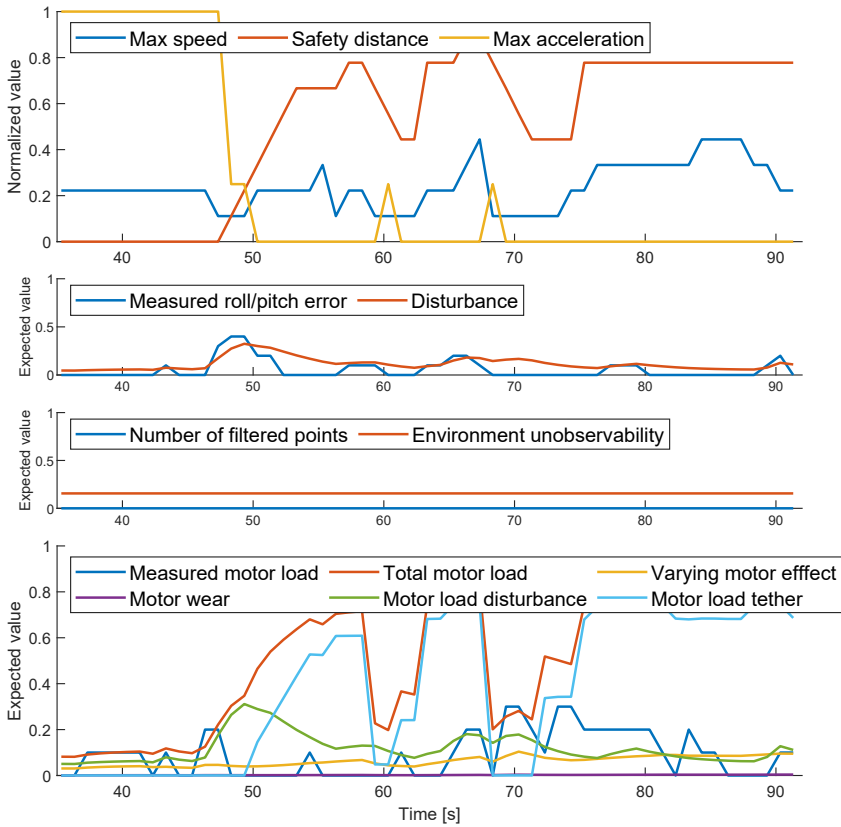 1
Max speed Safety distance Max acceleration
0.8
0.6
0.4
0.2
0
Normalized value
40 50 60 70 80 90
1
Measured roll/pitch error Disturbance
0.5
0
Expected value
40 50 60 70 80 90
1
Number of filtered points Environment unobservability
0.5
0
Expected value
40 50 60 70 80 90
1
Measured motor load Total motor load Varying motor efffect
Motor wear Motor load disturbance Motor load tether
0.8
0.6
0.4
0.2
0
Expected value
40 50 60 70 80 90
Time [s]